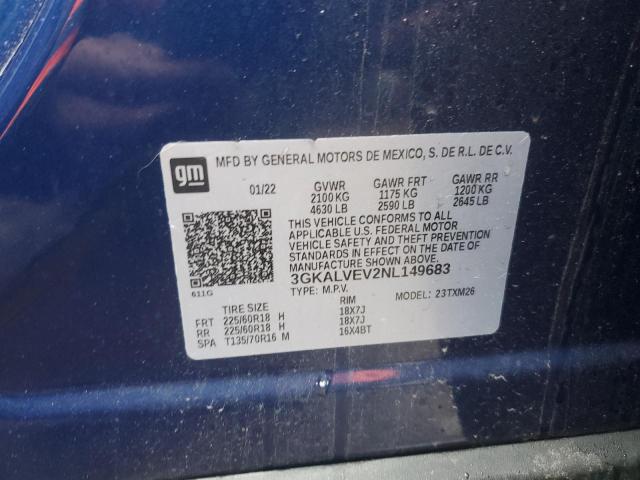 gm
MFD BY GENERAL MOTORS DE MEXICO, S. DE R.L. DE C.V.
01/22 GVWR GAWR FRT GAWR RR
2100 KG 1175 KG 1200 KG
4630 LB 2590 LB 2645 LB
THIS VEHICLE CONFORMS TO ALL
APPLICABLE U.S. FEDERAL MOTOR
VEHICLE SAFETY AND THEFT PREVENTION
STANDARDS IN EFFECT ON THE DATE OF
MANUFACTURE SHOWN ABOVE.
3GKALVEV2NL149683
611G TYPE: M.P.V. MODEL: 23TXM26
TIRE SIZE RIM
FRT 225/60R18 H 18X7J
RR 225/60R18 H 18X7J
SPA T135/70R16 M 16X4BT